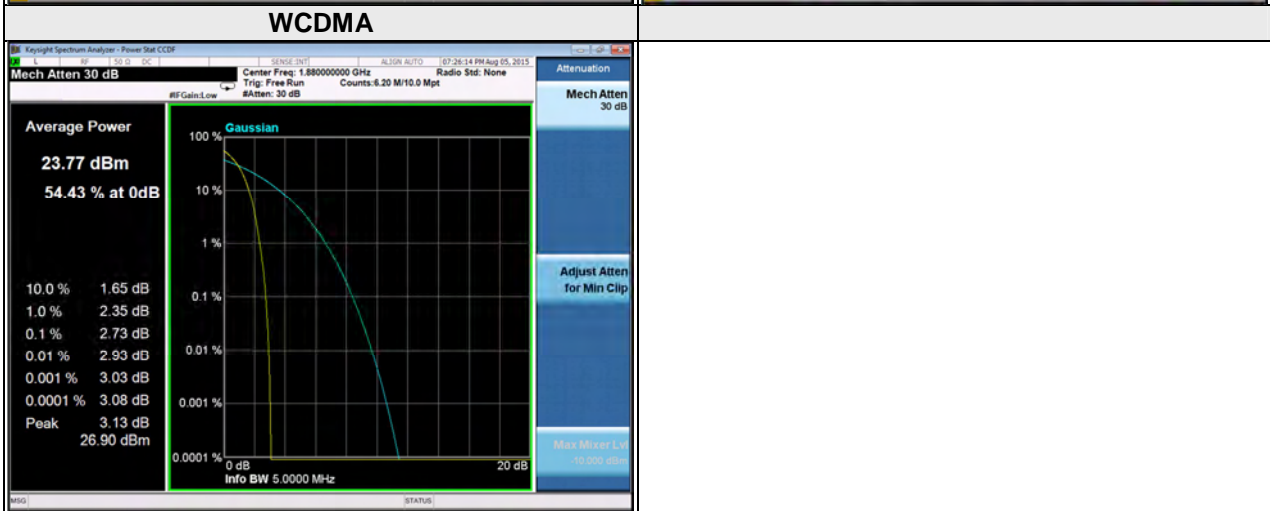 WCDMA
Keysight Spectrum Analyzer - Power Stat CCDF
L RF 50 Ω DC SENSE:INT ALIGN AUTO 07:26:14 PM Aug 05, 2015
Mech Atten 30 dB
Center Freq: 1.880000000 GHz Radio Std: None
Trig: Free Run Counts:6.20 M/10.0 Mpt
#IFGain:Low #Atten: 30 dB
Attenuation
Mech Atten
30 dB
Adjust Atten
for Min Clip
Max Mixer Lvl
-10.000 dBm
Average Power
23.77 dBm
54.43 % at 0dB
10.0 % 1.65 dB
1.0 % 2.35 dB
0.1 % 2.73 dB
0.01 % 2.93 dB
0.001 % 3.03 dB
0.0001 % 3.08 dB
Peak 3.13 dB
26.90 dBm
Gaussian
100 %
10 %
1 %
0.1 %
0.01 %
0.001 %
0.0001 %
0 dB 20 dB
Info BW 5.0000 MHz
MSG STATUS